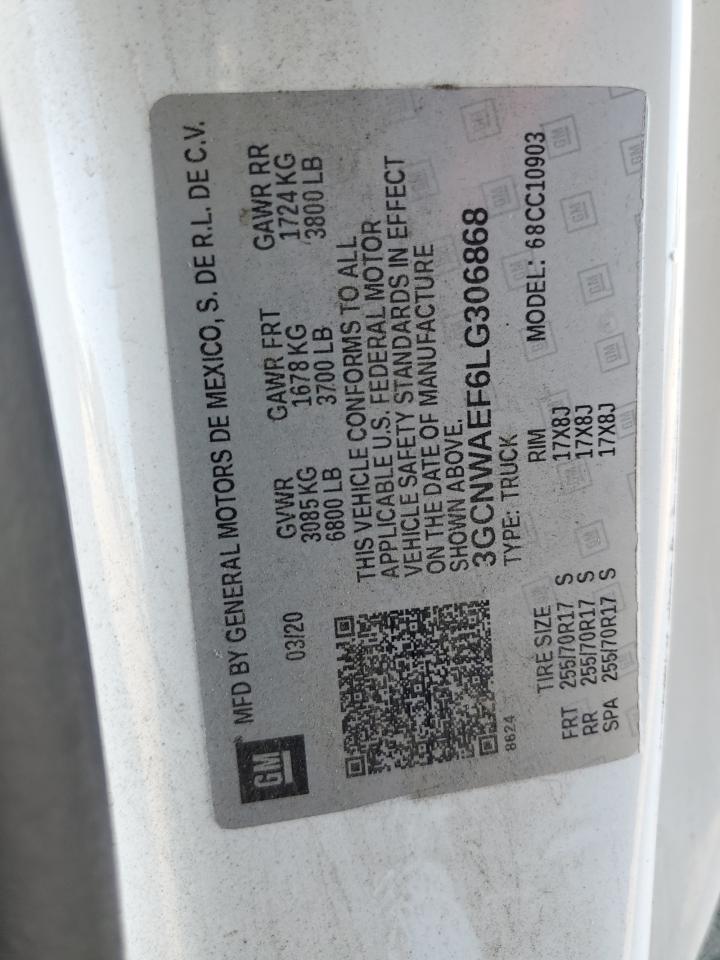 GM
® MFD BY GENERAL MOTORS DE MEXICO, S. DE R.L. DE C.V.
03/20 GVWR GAWR FRT GAWR RR
3085 KG 1678 KG 1724 KG
6800 LB 3700 LB 3800 LB
THIS VEHICLE CONFORMS TO ALL
APPLICABLE U.S. FEDERAL MOTOR
VEHICLE SAFETY STANDARDS IN EFFECT
ON THE DATE OF MANUFACTURE
SHOWN ABOVE.
3GCNWAEF6LG306868
TYPE: TRUCK MODEL: 68CC10903
8624
TIRE SIZE RIM
FRT 255/70R17 S 17X8J
RR 255/70R17 S 17X8J
SPA 255/70R17 S 17X8J